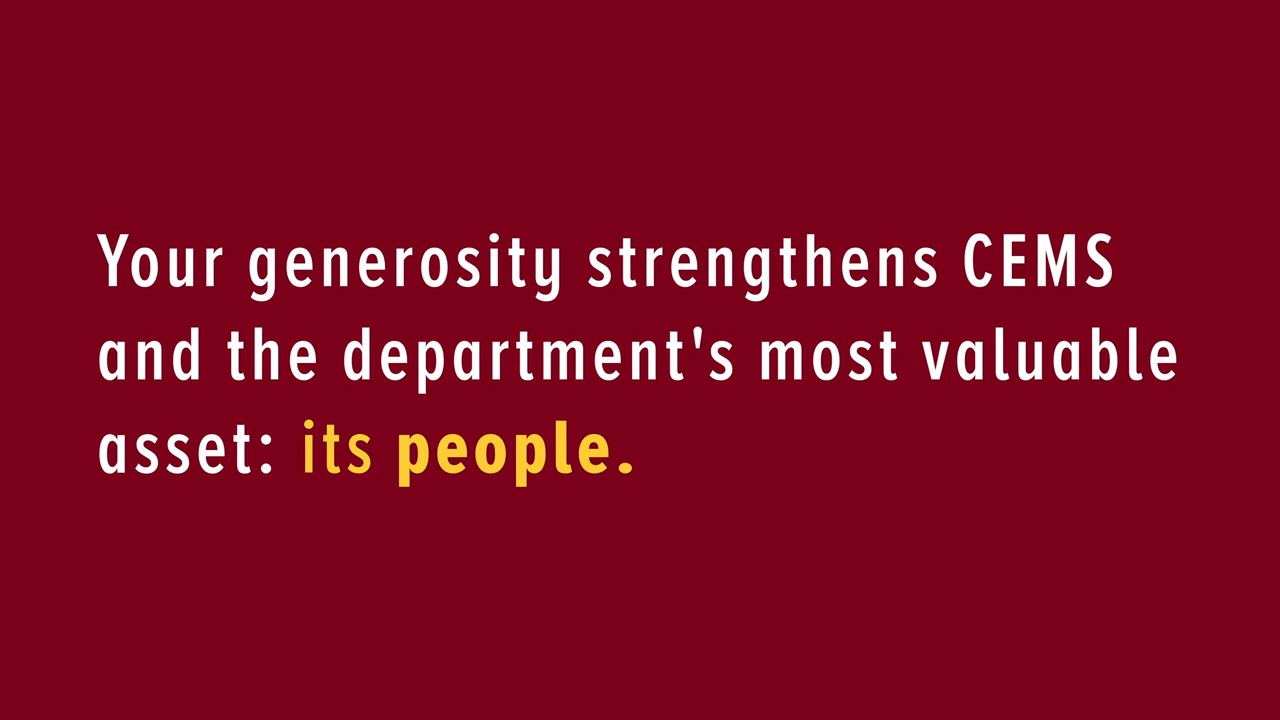 Your generosity strengthens CEMS
and the department's most valuable
asset: its people.